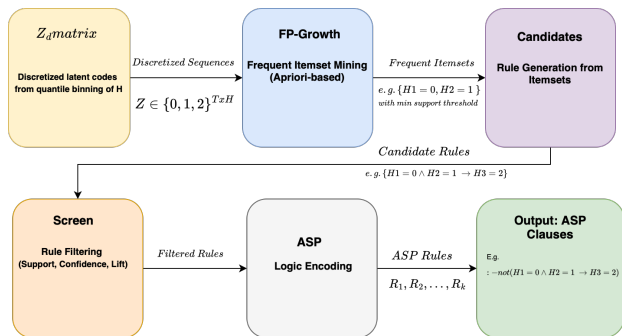 Z_dmatrix
Discretized latent codes
from quantile binning of H
Discretized Sequences
Z ∈ {0, 1, 2}^{TxH}
FP-Growth
Frequent Itemset Mining
(Apriori-based)
Frequent Itemsets
e. g. {H1 = 0, H2 = 1 }
with min support threshold
Candidates
Rule Generation from
Itemsets
Candidate Rules
e. g. {H1 = 0 ∧ H2 = 1 → H3 = 2}
Screen
Rule Filtering
(Support, Confidence, Lift)
Filtered Rules
ASP
Logic Encoding
ASP Rules
R_1, R_2, . . . , R_k
Output: ASP
Clauses
E.g.
: −not(H1 = 0 ∧ H2 = 1 → H3 = 2)